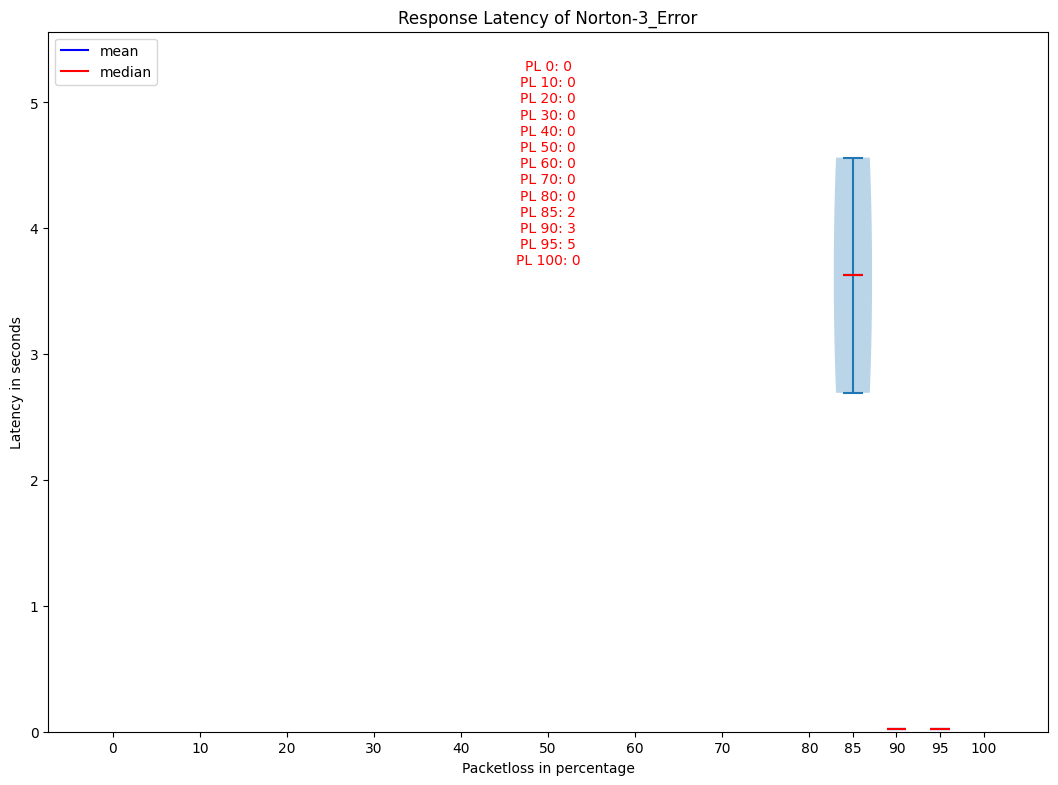 Response Latency of Norton-3_Error
mean
median
PL 0: 0
PL 10: 0
PL 20: 0
PL 30: 0
PL 40: 0
PL 50: 0
PL 60: 0
PL 70: 0
PL 80: 0
PL 85: 2
PL 90: 3
PL 95: 5
PL 100: 0
5
4
3
2
1
0
Latency in seconds
0 10 20 30 40 50 60 70 80 85 90 95 100
Packetloss in percentage